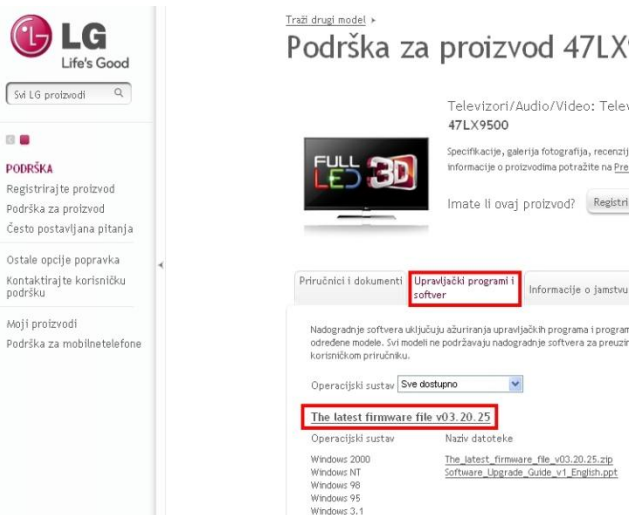 LG
Life's Good
Svi LG proizvodi
PODRŠKA
Registrirajte proizvod
Podrška za proizvod
Često postavljana pitanja
Ostale opcije popravka
Kontaktirajte korisničku
podršku
Moji proizvodi
Podrška za mobilnetelefone
Traži drugi model
Podrška za proizvod 47LX9
Televizori/Audio/Video: Telev
47LX9500
Specifikacije, galerija fotografija, recenzij
informacije o proizvodima potražite na Pre
FULL
LED 3D
Imate li ovaj proizvod? Registri
Priručnici i dokumenti
Upravljački programi i
softver
Informacije o jamstvu
Nadogradnje softvera uključuju ažuriranja upravljačkih programa i program
određene modele. Svi modeli ne podržavaju nadogradnje softvera za preuzim
korisničkom priručniku.
Operacijski sustav Sve dostupno
The latest firmware file v03.20.25
Operacijski sustav Naziv datoteke
Windows 2000 The_latest_firmware_file_v03.20.25.zip
Windows NT Software_Upgrade_Guide_v1_English.ppt
Windows 98
Windows 95
Windows 3.1